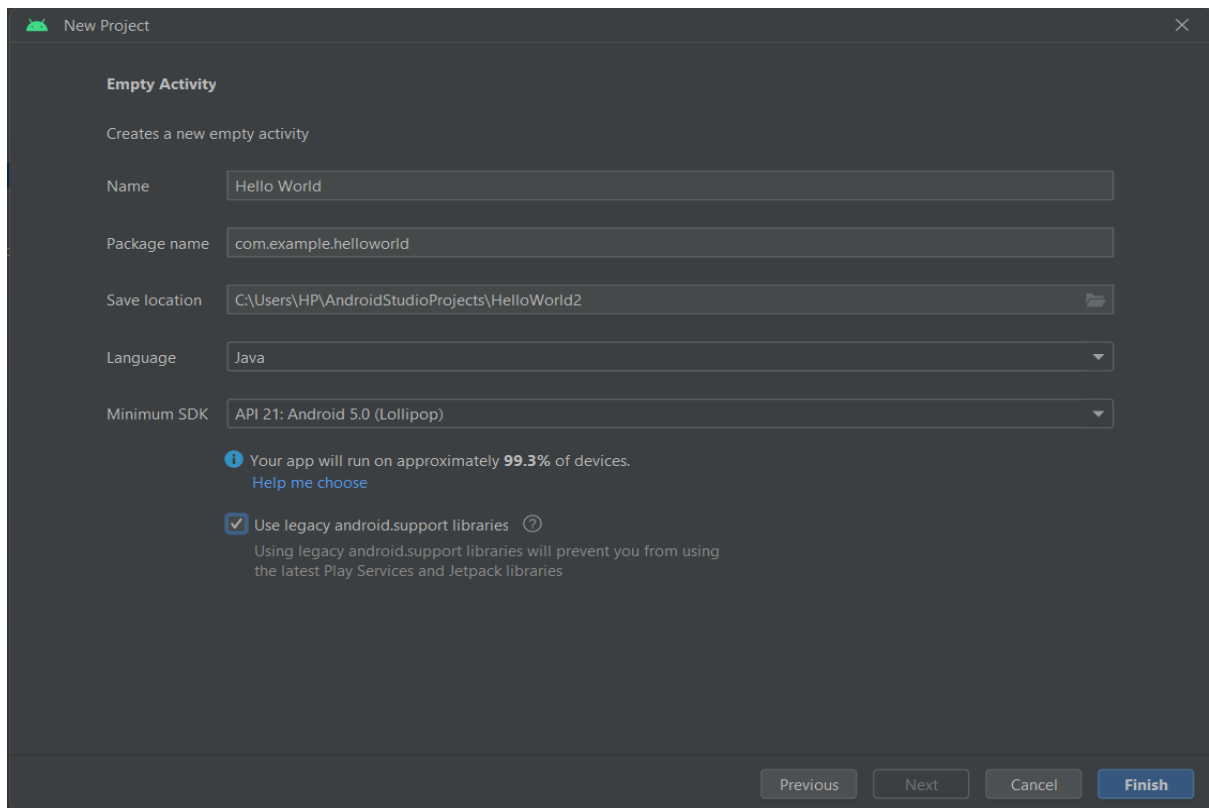 New Project
Empty Activity
Creates a new empty activity
Name Hello World
Package name com.example.helloworld
Save location C:\Users\HP\AndroidStudioProjects\HelloWorld2
Language Java
Minimum SDK API 21: Android 5.0 (Lollipop)
Your app will run on approximately 99.3% of devices.
Help me choose
Use legacy android.support libraries
Using legacy android.support libraries will prevent you from using
the latest Play Services and Jetpack libraries
Previous Next Cancel Finish